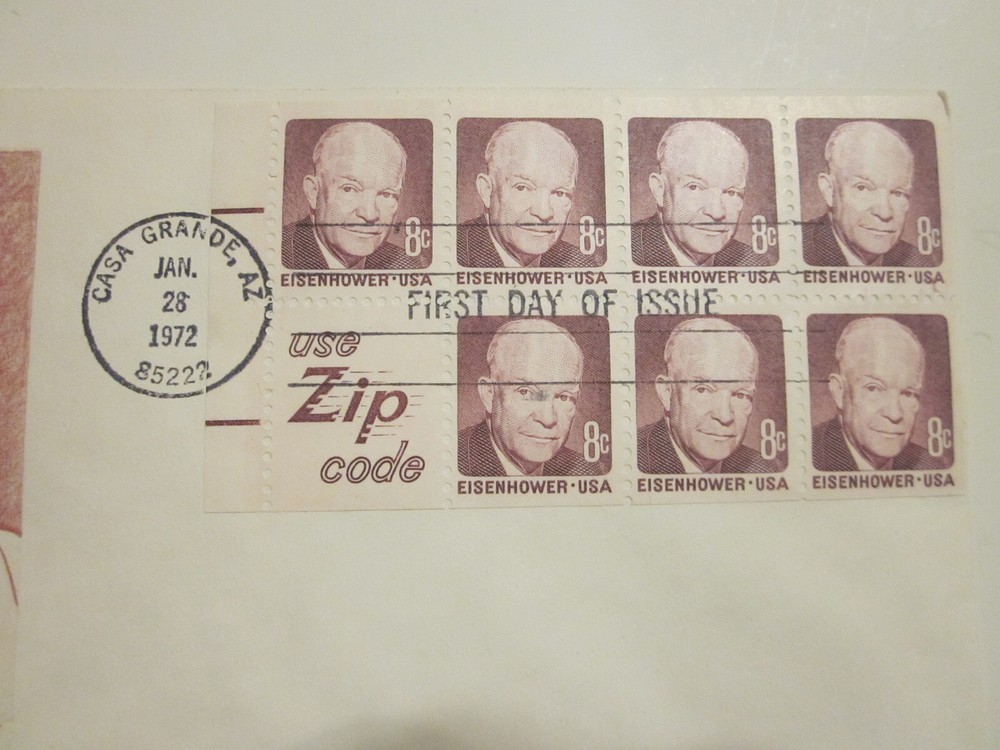 CASA GRANDE, AZ
JAN.
28
1972
85222
8c
EISENHOWER·USA
8c
EISENHOWER·USA
8c
EISENHOWER·USA
8c
EISENHOWER·USA
FIRST DAY OF ISSUE
use
Zip
code
8c
EISENHOWER·USA
8c
EISENHOWER·USA
8c
EISENHOWER·USA